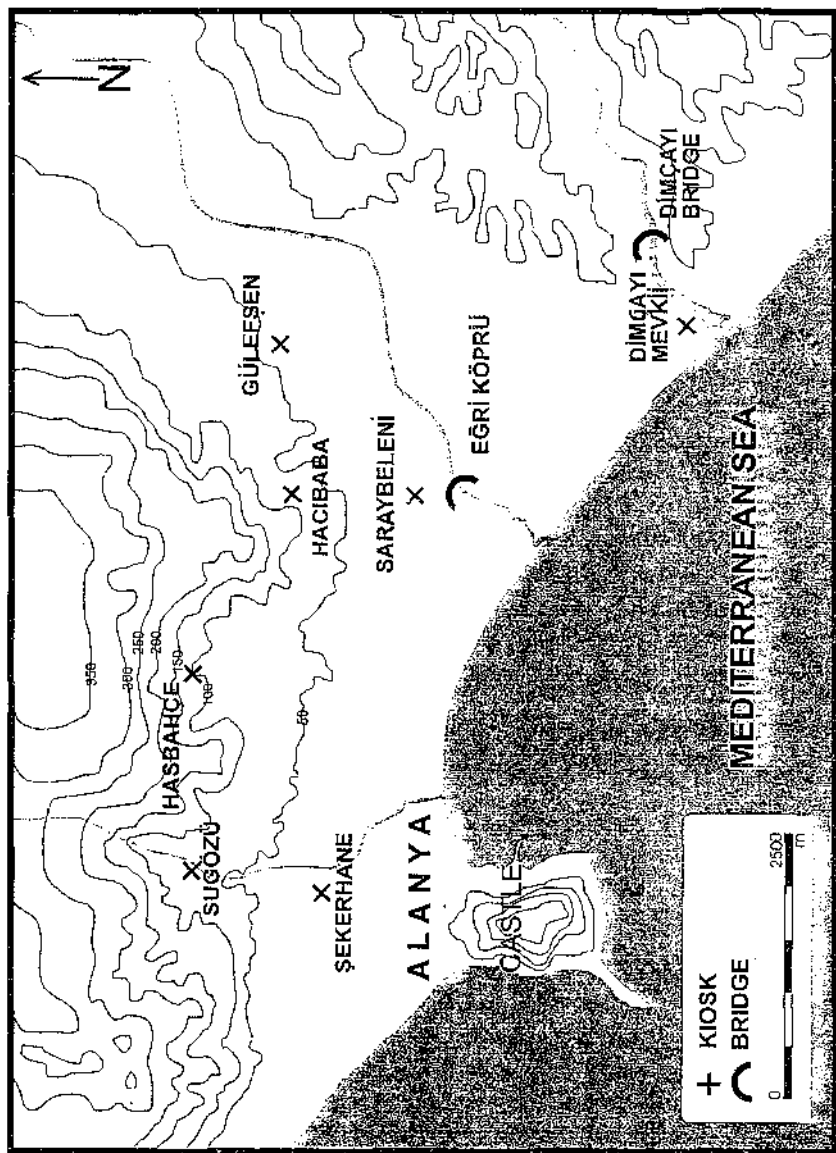 N
350
300
250
200
HASBAHÇE
150
100
SUGÖZÜ
GÜLEFŞEN
50
HACIBABA
ŞEKERHANE
SARAYBELENİ
ALANYA
EĞRİ KÖPRÜ
CASTLE
DİMÇAYI
MEVKİİ
DİMÇAYI
BRIDGE
MEDITERRANEAN SEA
KIOSK
BRIDGE
0 2500
m